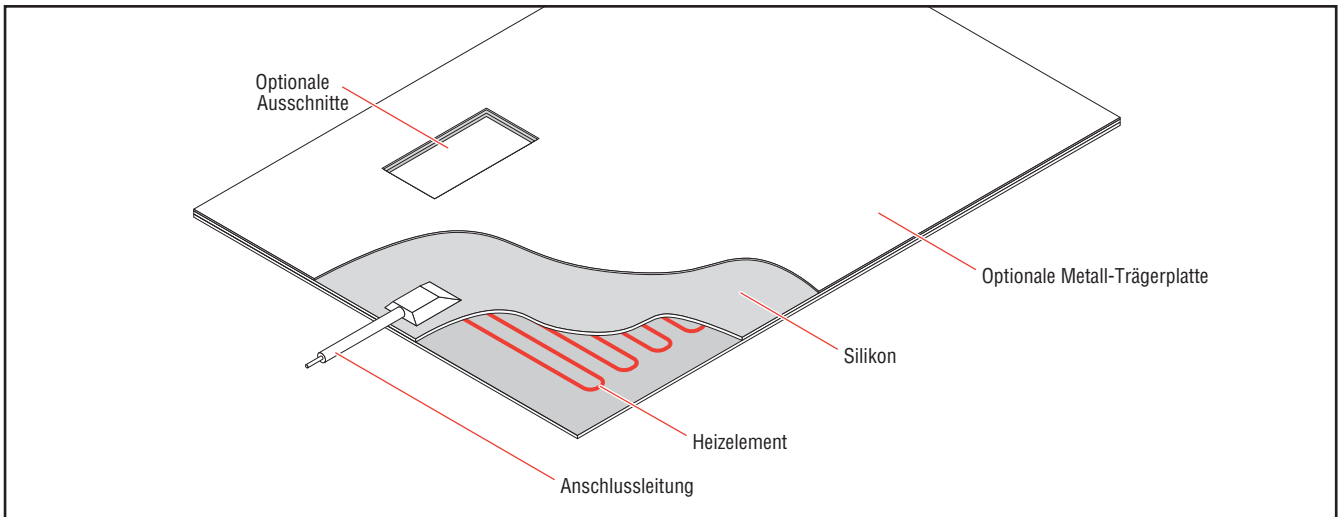 Optionale
Ausschnitte
Optionale Metall-Trägerplatte
Silikon
Heizelement
Anschlussleitung